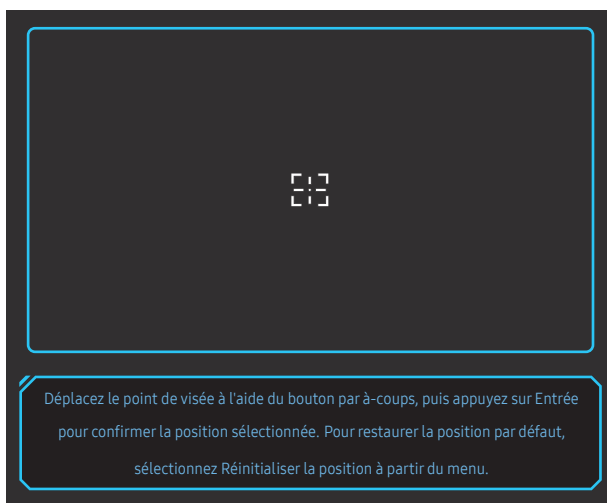 Déplacez le point de visée à l'aide du bouton par à-coups, puis appuyez sur Entrée
pour confirmer la position sélectionnée. Pour restaurer la position par défaut,
sélectionnez Réinitialiser la position à partir du menu.